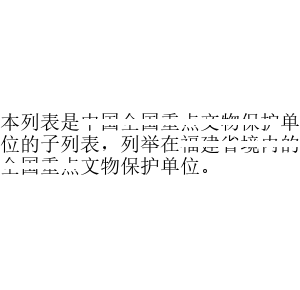 本列表是中国全国重点文物保护单
位的子列表，列举在福建省境内的
全国重点文物保护单位。